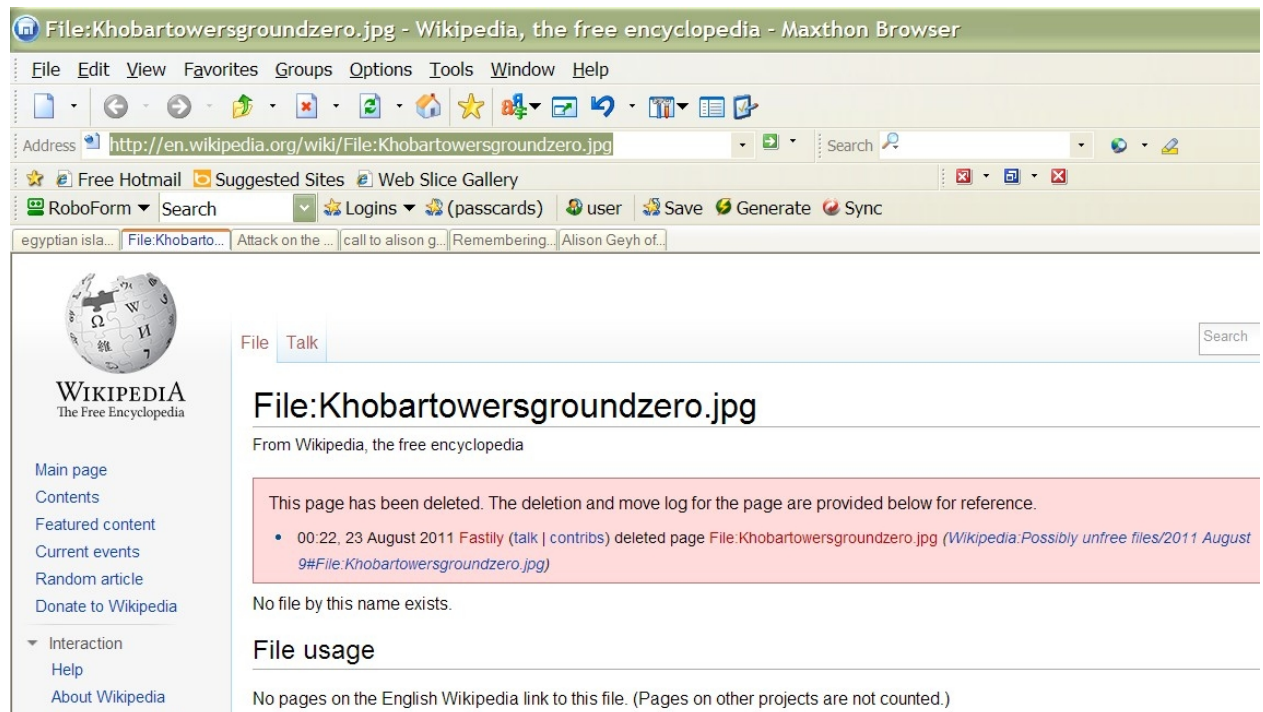 File:Khobartowersgroundzero.jpg - Wikipedia, the free encyclopedia - Maxthon Browser
File Edit View Favorites Groups Options Tools Window Help
Address http://en.wikipedia.org/wiki/File:Khobartowersgroundzero.jpg Search
Free Hotmail Suggested Sites Web Slice Gallery
RoboForm Search Logins (passcards) user Save Generate Sync
egyptian isla... File:Khobarto... Attack on the ... call to alison g... Remembering... Alison Geyh of...
File Talk Search
WIKIPEDIA
The Free Encyclopedia
File:Khobartowersgroundzero.jpg
From Wikipedia, the free encyclopedia
Main page
Contents
Featured content
Current events
Random article
Donate to Wikipedia
Interaction
Help
About Wikipedia
This page has been deleted. The deletion and move log for the page are provided below for reference.
• 00:22, 23 August 2011 Fastily (talk | contribs) deleted page File:Khobartowersgroundzero.jpg (Wikipedia:Possibly unfree files/2011 August
9#File:Khobartowersgroundzero.jpg)
No file by this name exists.
File usage
No pages on the English Wikipedia link to this file. (Pages on other projects are not counted.)